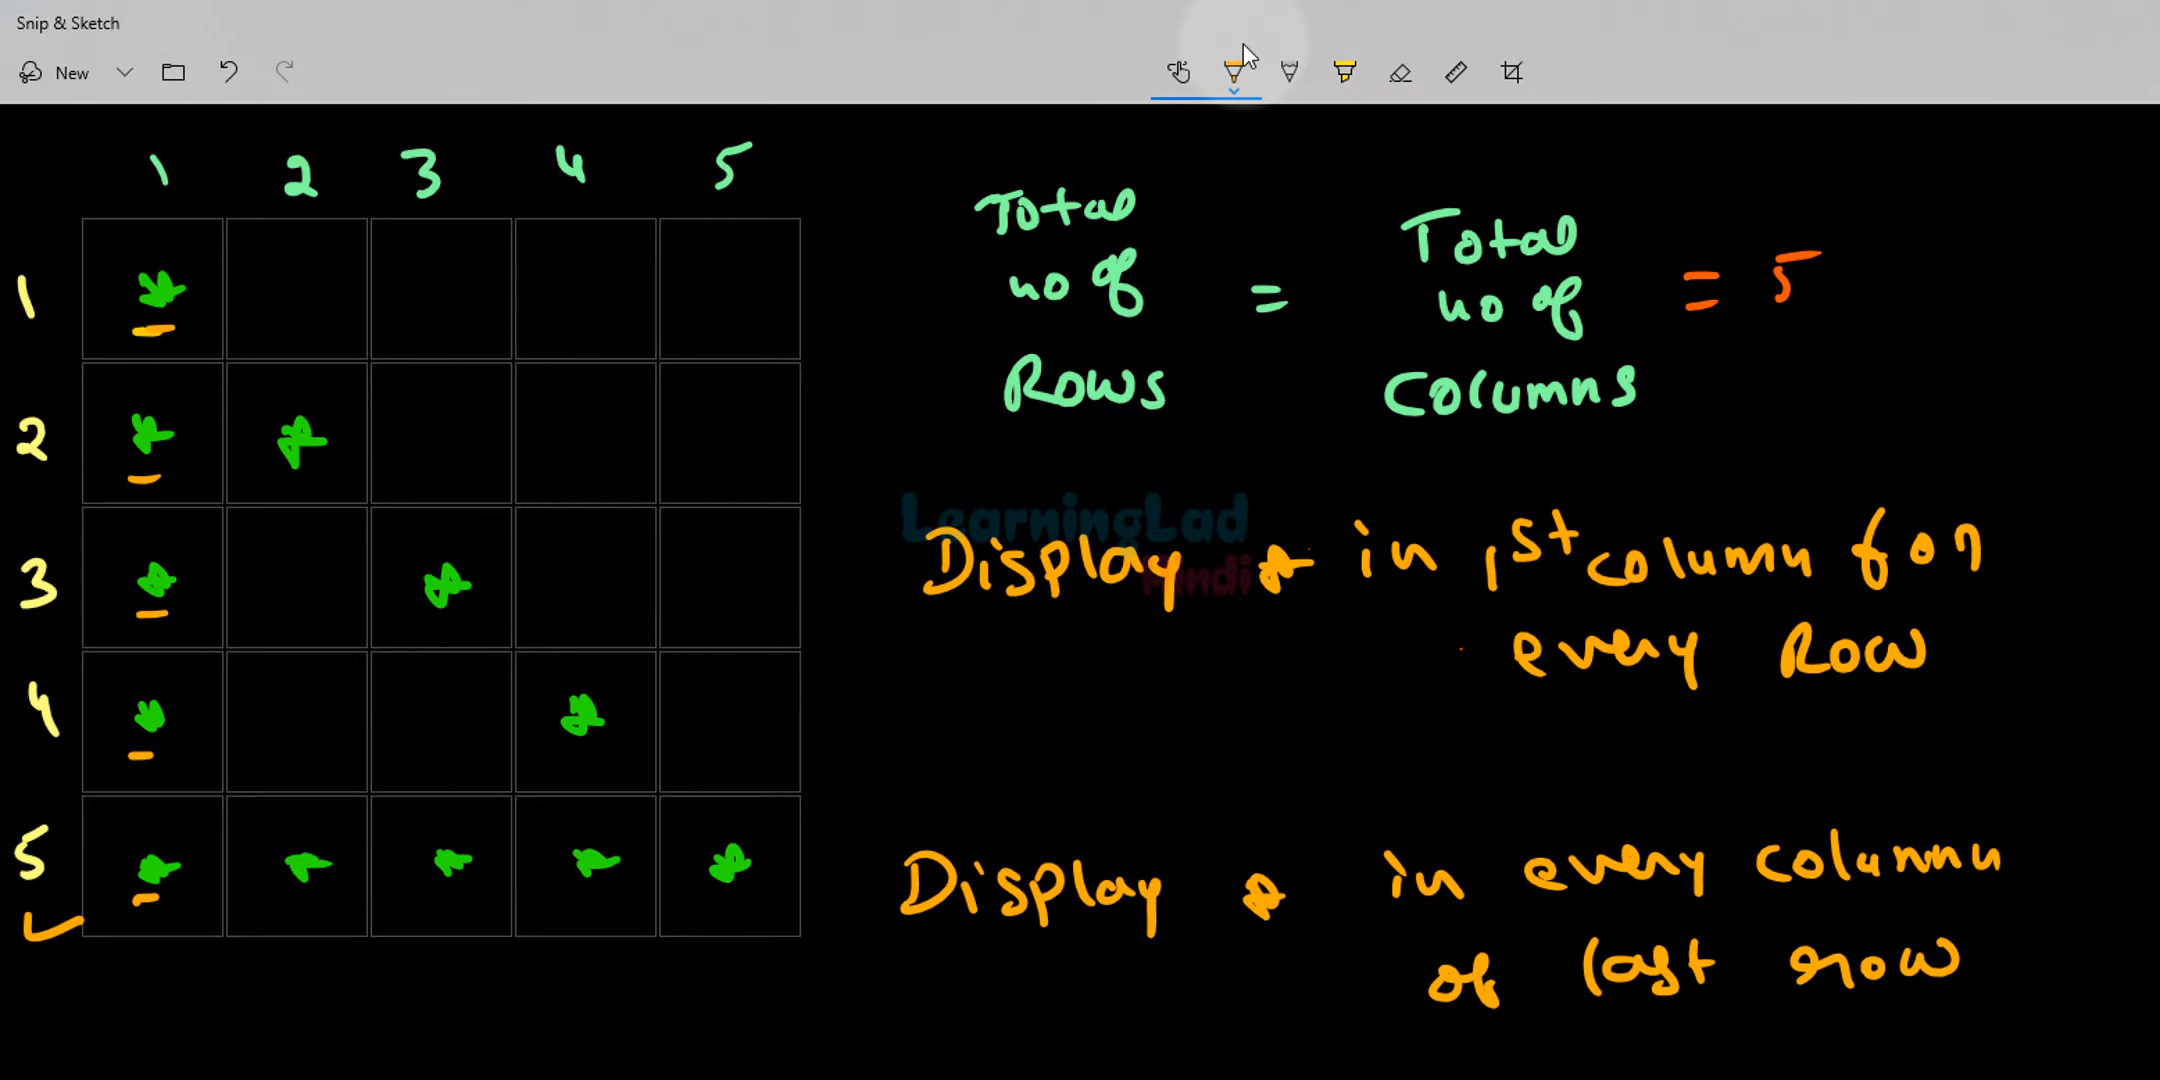 Snip & Sketch
New
1 2 3 4 5
1
2
3
4
5
Total
no of
Rows
=
Total
no of
Columns
= 5
LearningLad
Hindi
Display * in 1st column for
every Row
Display * in every column
of last row